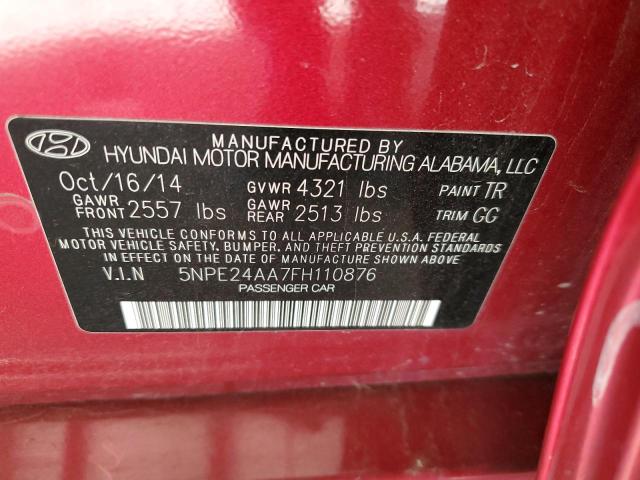 MANUFACTURED BY
HYUNDAI MOTOR MANUFACTURING ALABAMA, LLC
Oct/16/14 GVWR 4321 lbs PAINT TR
GAWR FRONT 2557 lbs GAWR REAR 2513 lbs TRIM GG
THIS VEHICLE CONFORMS TO ALL APPLICABLE U.S.A. FEDERAL
MOTOR VEHICLE SAFETY, BUMPER, AND THEFT PREVENTION STANDARDS
IN EFFECT ON THE DATE OF MANUFACTURE SHOWN ABOVE.
V.I.N 5NPE24AA7FH110876
PASSENGER CAR